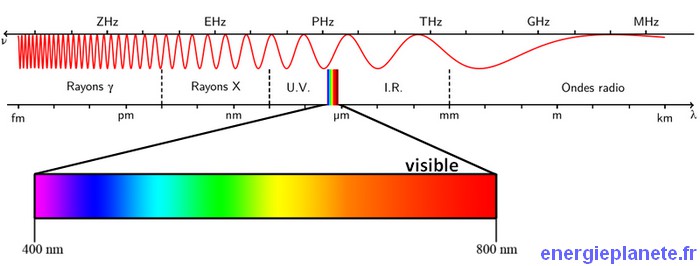 ZHz EHz PHz THz GHz MHz
ν
Rayons γ Rayons X U.V. I.R. Ondes radio
fm pm nm µm mm m km λ
visible
400 nm 800 nm
energieplanete.fr